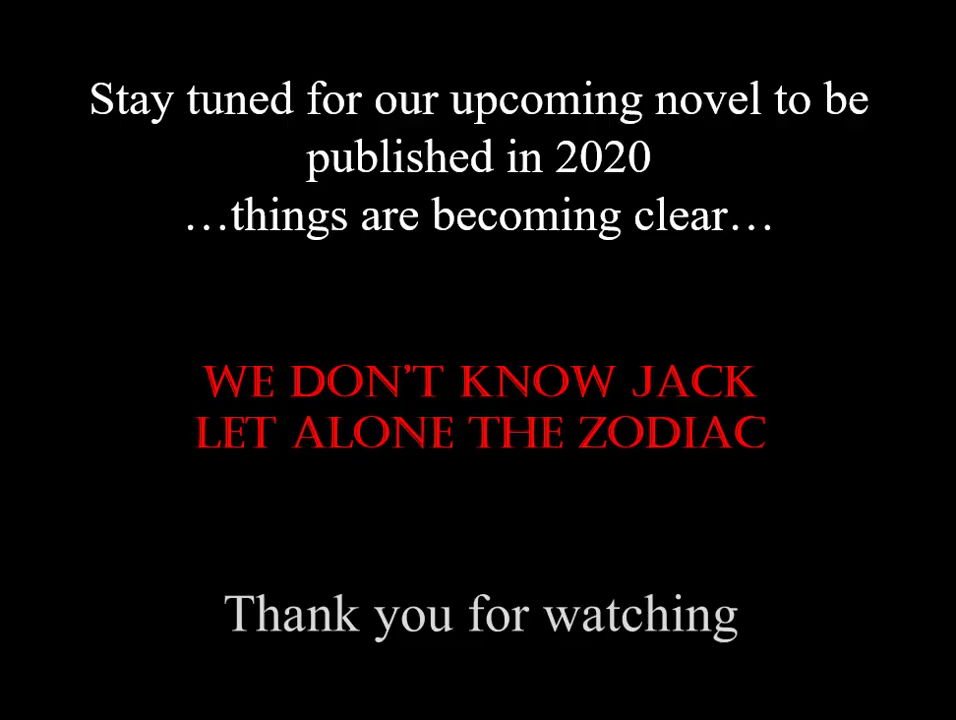 Stay tuned for our upcoming novel to be
published in 2020
…things are becoming clear…
WE DON'T KNOW JACK
LET ALONE THE ZODIAC
Thank you for watching